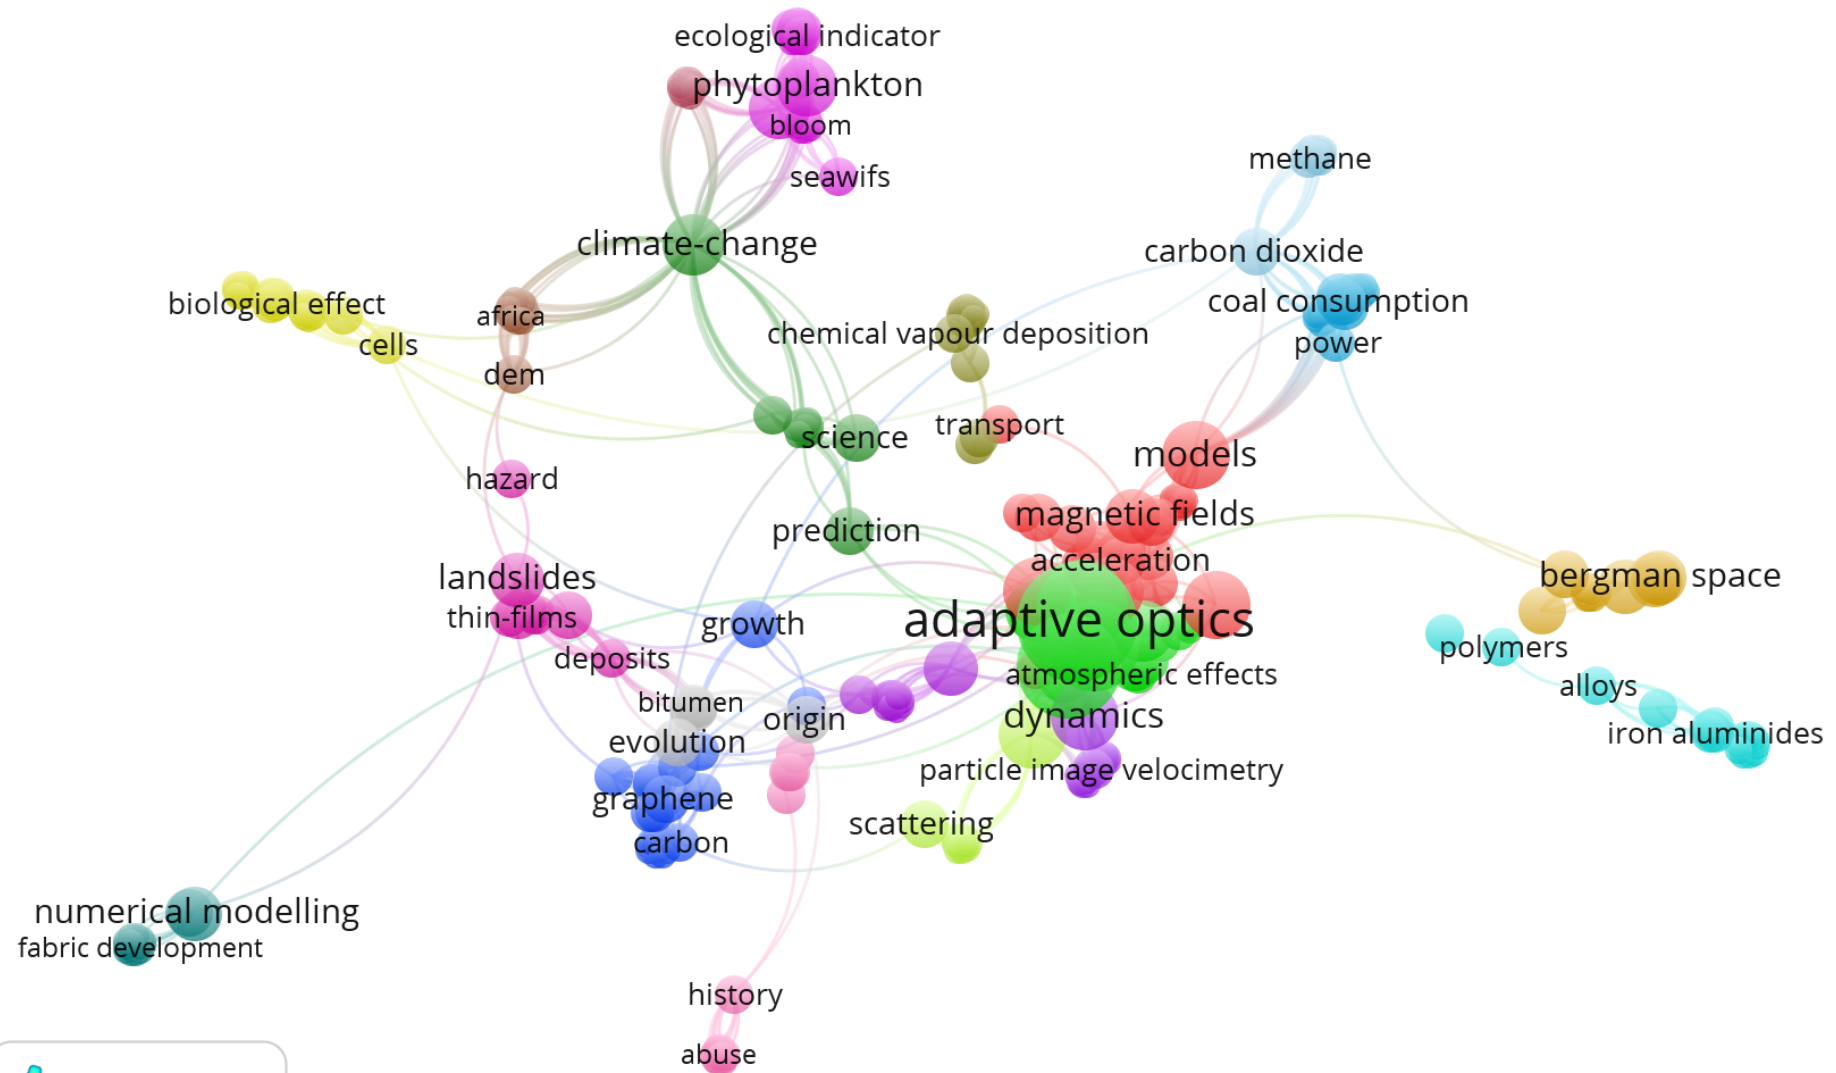 ecological indicator
phytoplankton
bloom
methane
seawifs
climate-change
carbon dioxide
biological effect
africa
coal consumption
chemical vapour deposition
cells
power
dem
transport
science
models
hazard
magnetic fields
prediction
acceleration
landslides
bergman space
thin-films
growth
adaptive optics
polymers
deposits
atmospheric effects
alloys
bitumen
origin
dynamics
iron aluminides
evolution
particle image velocimetry
graphene
scattering
carbon
numerical modelling
fabric development
history
abuse